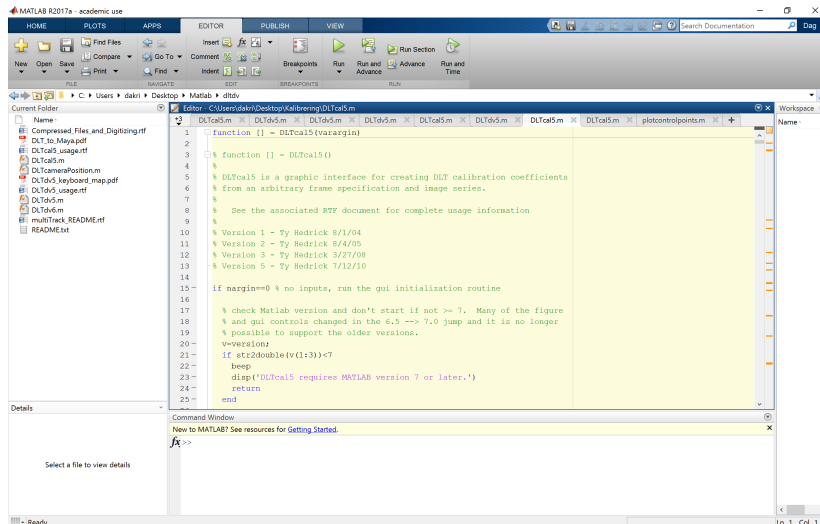 MATLAB R2017a - academic use
HOME PLOTS APPS EDITOR PUBLISH VIEW
Search Documentation Dag
New Open Save
Find Files
Compare
Print
Go To
Find
Insert fx
Comment
Indent
Breakpoints
Run
Run and Advance
Run Section
Advance
Run and Time
FILE NAVIGATE EDIT BREAKPOINTS RUN
C: Users dakri Desktop Matlab dltdv
Current Folder
Name
Compressed_Files_and_Digitizing.rtf
DLT_to_Maya.pdf
DLTcal5_usage.rtf
DLTcal5.m
DLTcameraPosition.m
DLTdv5_keyboard_map.pdf
DLTdv5_usage.rtf
DLTdv5.m
DLTdv6.m
multiTrack_README.rtf
README.txt
Details
Select a file to view details
Editor - C:\Users\dakri\Desktop\Kalibrering\DLTcal5.m
+3 DLTcal5.m DLTdv5.m DLTdv5.m DLTdv5.m DLTcal5.m DLTdv5.m DLTcal5.m DLTcal5.m plotcontrolpoints.m +
1 function [] = DLTcal5(varargin)
2
3 % function [] = DLTcal5()
4 %
5 % DLTcal5 is a graphic interface for creating DLT calibration coefficients
6 % from an arbitrary frame specification and image series.
7 %
8 % See the associated RTF document for complete usage information
9 %
10 % Version 1 - Ty Hedrick 8/1/04
11 % Version 2 - Ty Hedrick 8/4/05
12 % Version 3 - Ty Hedrick 3/27/08
13 % Version 5 - Ty Hedrick 7/12/10
14
15 - if nargin==0 % no inputs, run the gui initialization routine
16
17 % check Matlab version and don't start if not >= 7. Many of the figure
18 % and gui controls changed in the 6.5 --> 7.0 jump and it is no longer
19 % possible to support the older versions.
20 - v=version;
21 - if str2double(v(1:3))<7
22 - beep
23 - disp('DLTcal5 requires MATLAB version 7 or later.')
24 - return
25 - end
Command Window
New to MATLAB? See resources for Getting Started.
fx >>
Workspace
Name
Ready
Ln 1 Col 1